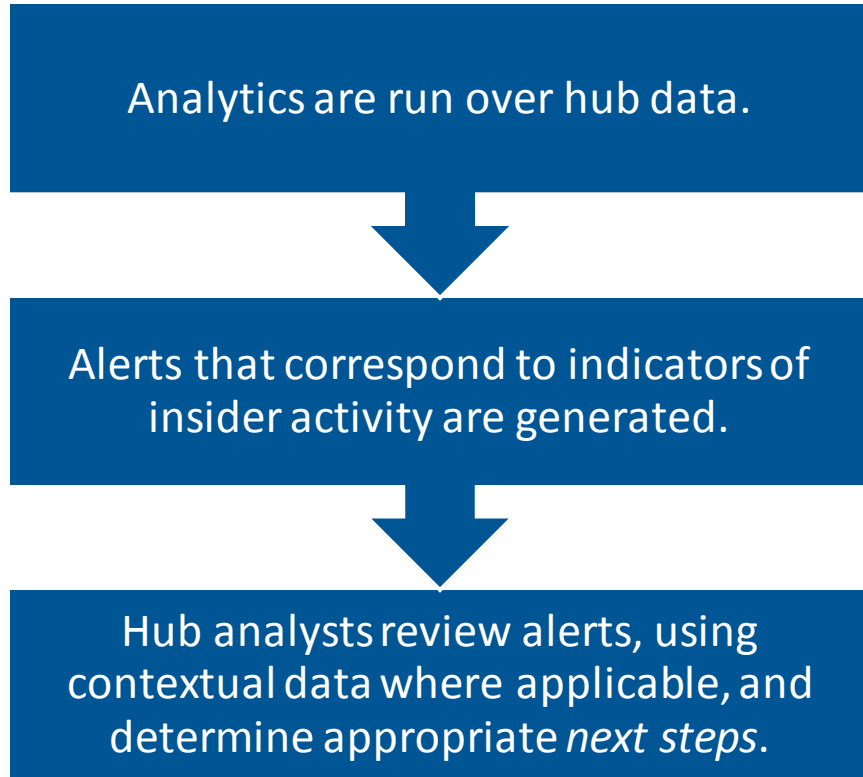 Analytics are run over hub data.
Alerts that correspond to indicators of
insider activity are generated.
Hub analysts review alerts, using
contextual data where applicable, and
determine appropriate next steps.